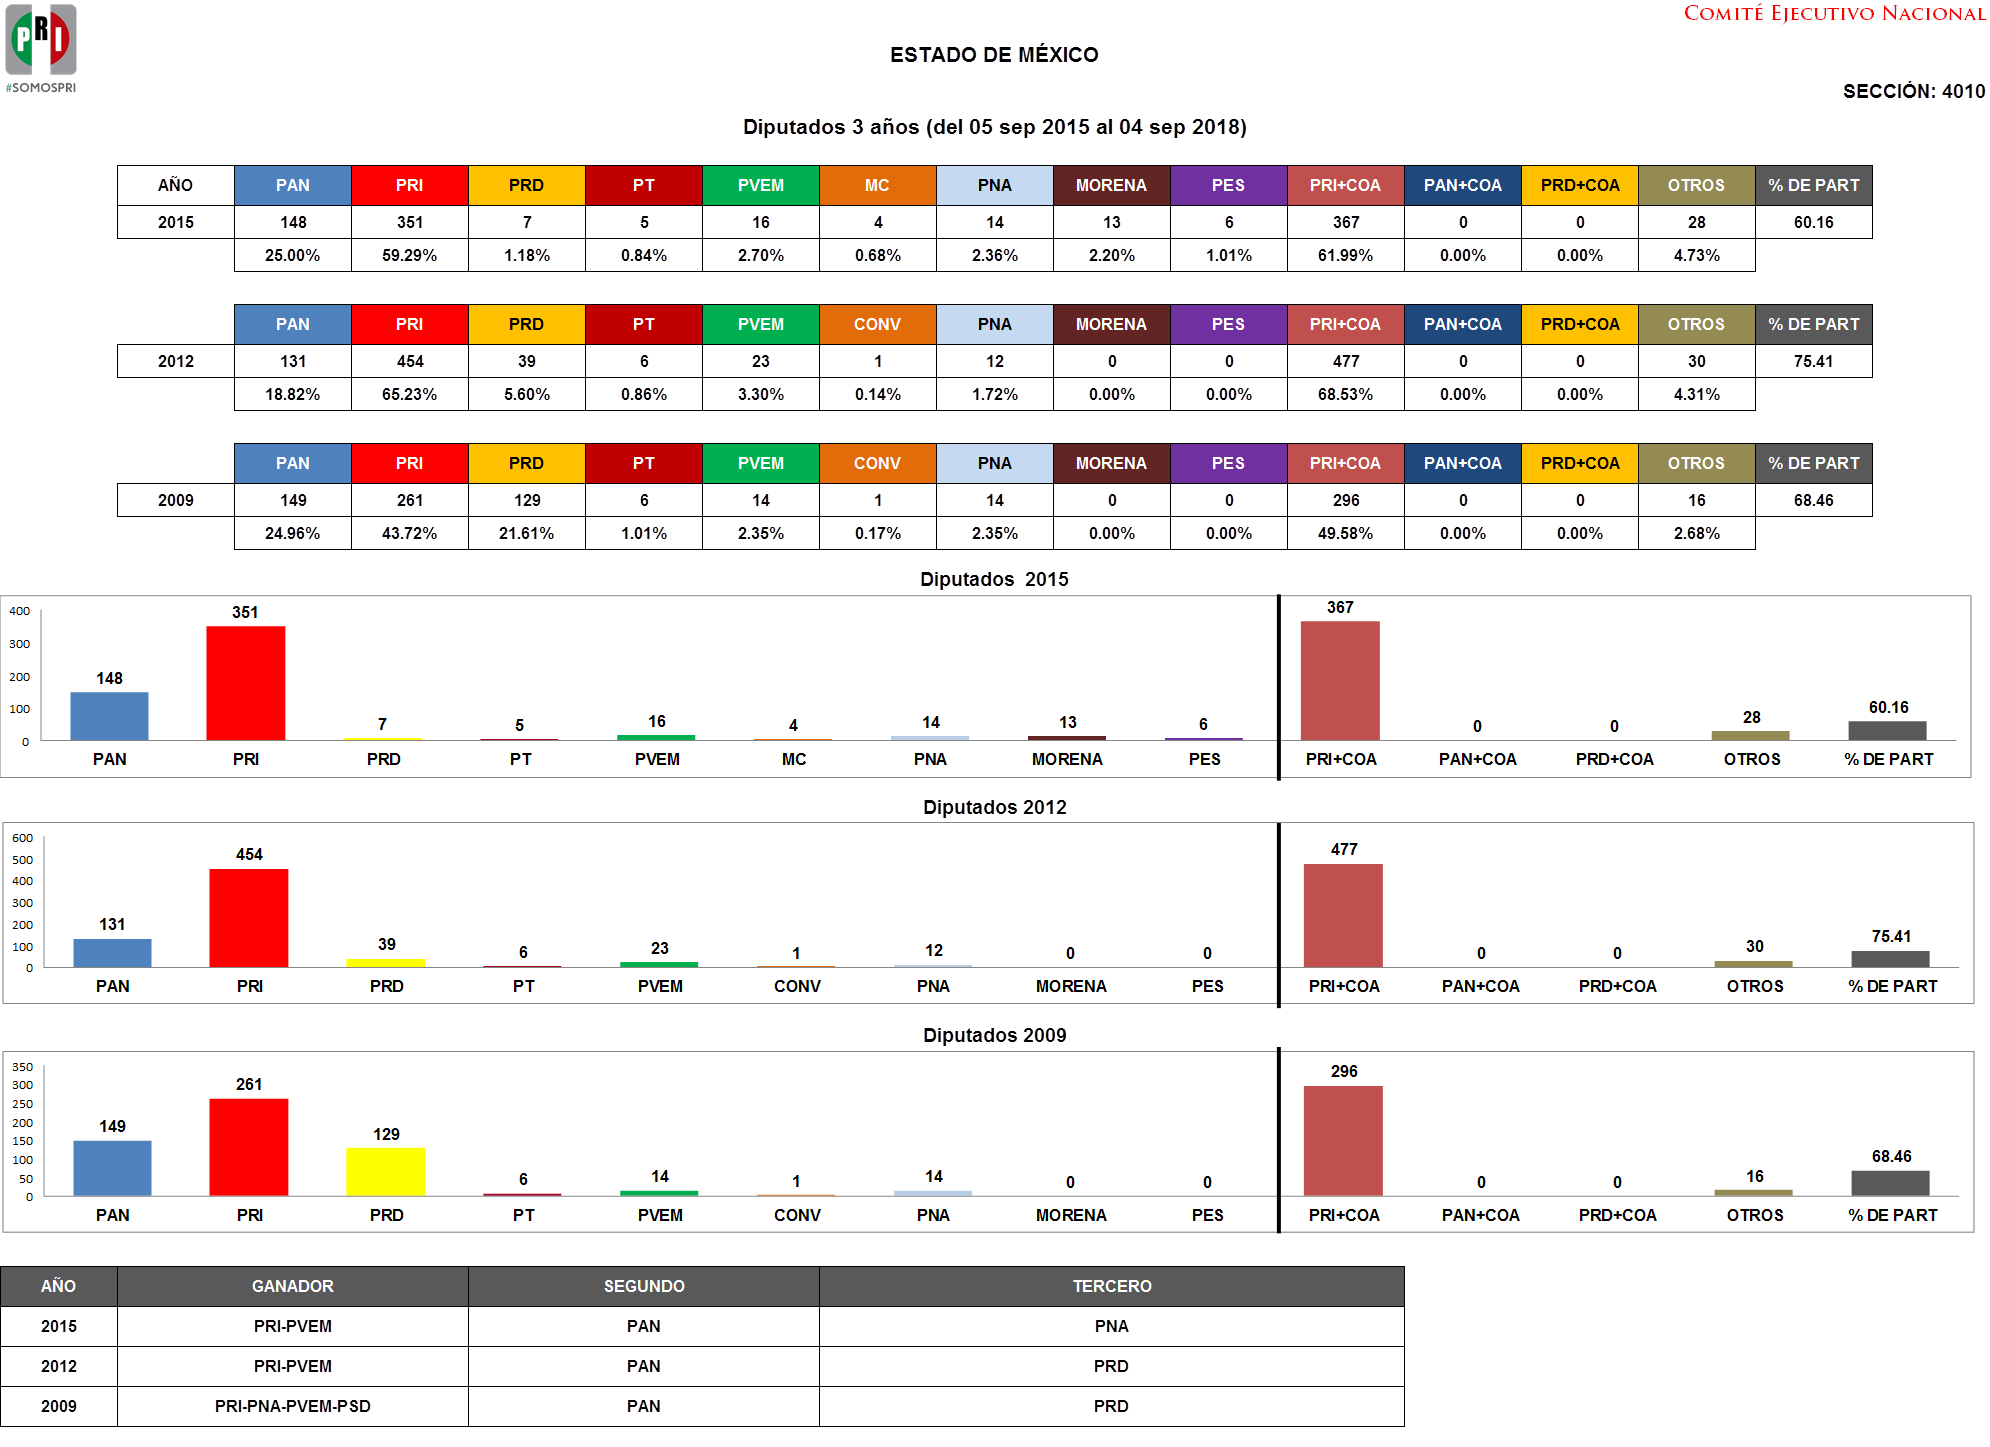 PRI
#SOMOSPRI
COMITÉ EJECUTIVO NACIONAL
ESTADO DE MÉXICO
SECCIÓN: 4010
Diputados 3 años (del 05 sep 2015 al 04 sep 2018)
AÑO PAN PRI PRD PT PVEM MC PNA MORENA PES PRI+COA PAN+COA PRD+COA OTROS % DE PART
2015 148 351 7 5 16 4 14 13 6 367 0 0 28 60.16
25.00% 59.29% 1.18% 0.84% 2.70% 0.68% 2.36% 2.20% 1.01% 61.99% 0.00% 0.00% 4.73%
PAN PRI PRD PT PVEM CONV PNA MORENA PES PRI+COA PAN+COA PRD+COA OTROS % DE PART
2012 131 454 39 6 23 1 12 0 0 477 0 0 30 75.41
18.82% 65.23% 5.60% 0.86% 3.30% 0.14% 1.72% 0.00% 0.00% 68.53% 0.00% 0.00% 4.31%
PAN PRI PRD PT PVEM CONV PNA MORENA PES PRI+COA PAN+COA PRD+COA OTROS % DE PART
2009 149 261 129 6 14 1 14 0 0 296 0 0 16 68.46
24.96% 43.72% 21.61% 1.01% 2.35% 0.17% 2.35% 0.00% 0.00% 49.58% 0.00% 0.00% 2.68%
Diputados 2015
400
300
200
100
0
148 351 7 5 16 4 14 13 6 367 0 0 28 60.16
PAN PRI PRD PT PVEM MC PNA MORENA PES PRI+COA PAN+COA PRD+COA OTROS % DE PART
Diputados 2012
600
500
400
300
200
100
0
131 454 39 6 23 1 12 0 0 477 0 0 30 75.41
PAN PRI PRD PT PVEM CONV PNA MORENA PES PRI+COA PAN+COA PRD+COA OTROS % DE PART
Diputados 2009
350
300
250
200
150
100
50
0
149 261 129 6 14 1 14 0 0 296 0 0 16 68.46
PAN PRI PRD PT PVEM CONV PNA MORENA PES PRI+COA PAN+COA PRD+COA OTROS % DE PART
AÑO GANADOR SEGUNDO TERCERO
2015 PRI-PVEM PAN PNA
2012 PRI-PVEM PAN PRD
2009 PRI-PNA-PVEM-PSD PAN PRD